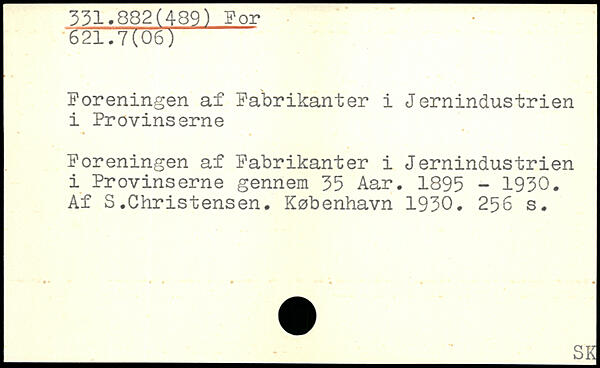 331.882(489) For
621.7(06)
Foreningen af Fabrikanter i Jernindustrien
i Provinserne
Foreningen af Fabrikanter i Jernindustrien
i Provinserne gennem 35 Aar. 1895 - 1930.
Af S.Christensen. København 1930. 256 s.
SK